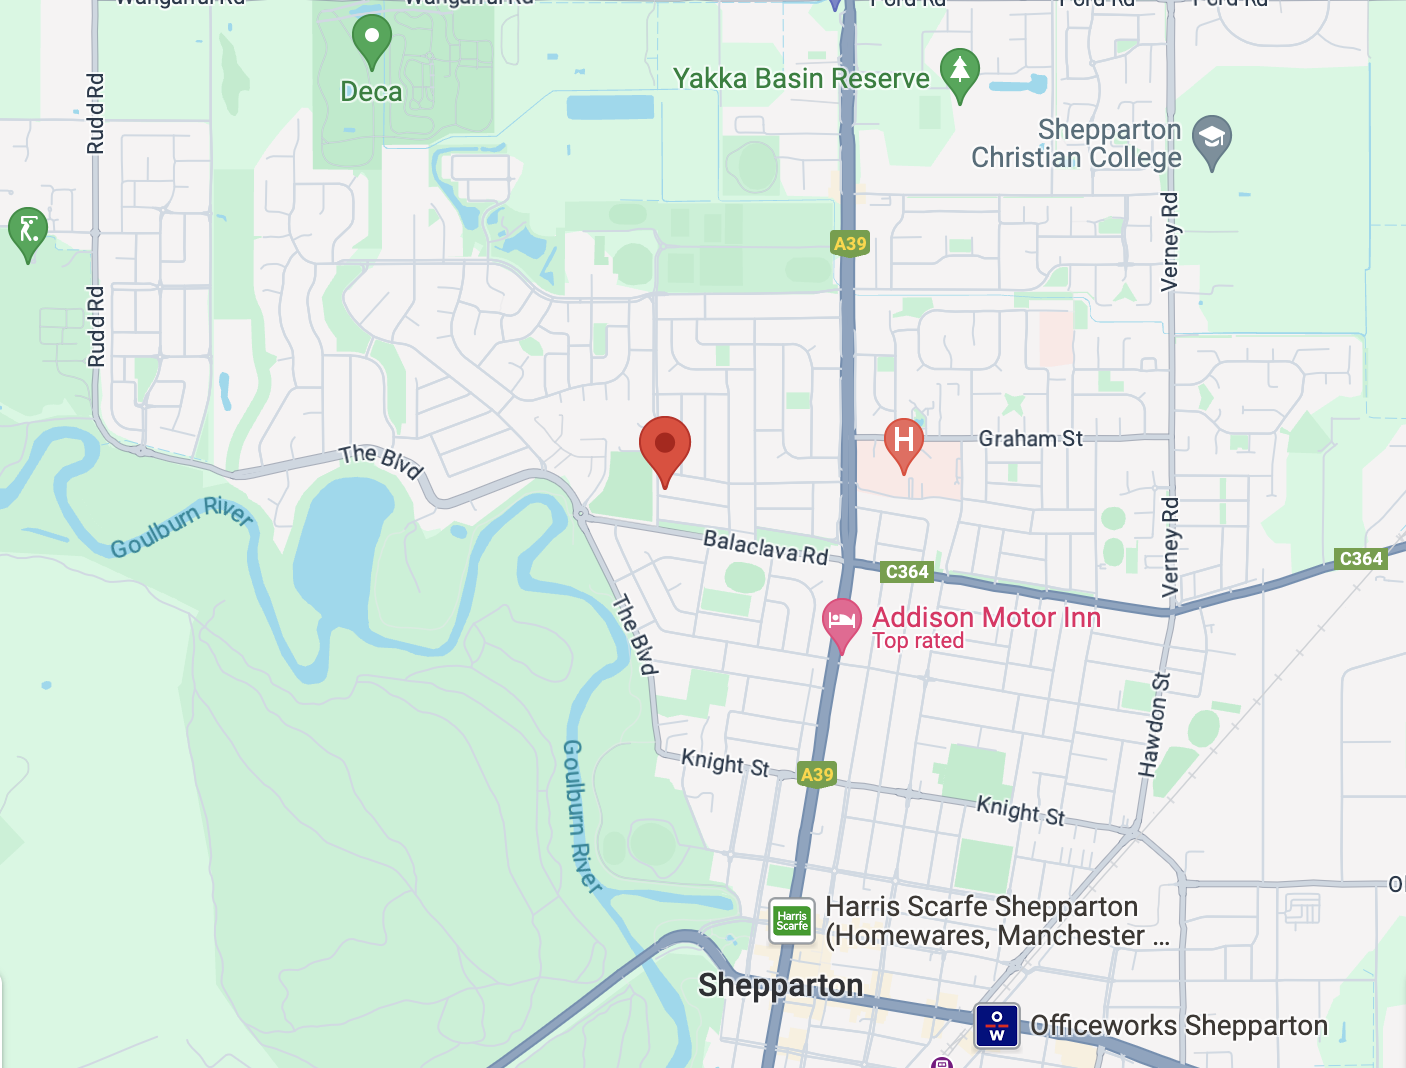 Wangarrui Rd
Wangarrui Rd
Ford Rd
Ford Rd
Ford Rd
Deca
Yakka Basin Reserve
Rudd Rd
Shepparton
Christian College
Verney Rd
A39
Rudd Rd
The Blvd
Graham St
H
Goulburn River
Balaclava Rd
Verney Rd
C364
C364
The Blvd
Addison Motor Inn
Top rated
Hawdon St
Goulburn River
Knight St
A39
Knight St
Harris
Scarfe
Harris Scarfe Shepparton
(Homewares, Manchester ...
Shepparton
OW
Officeworks Shepparton